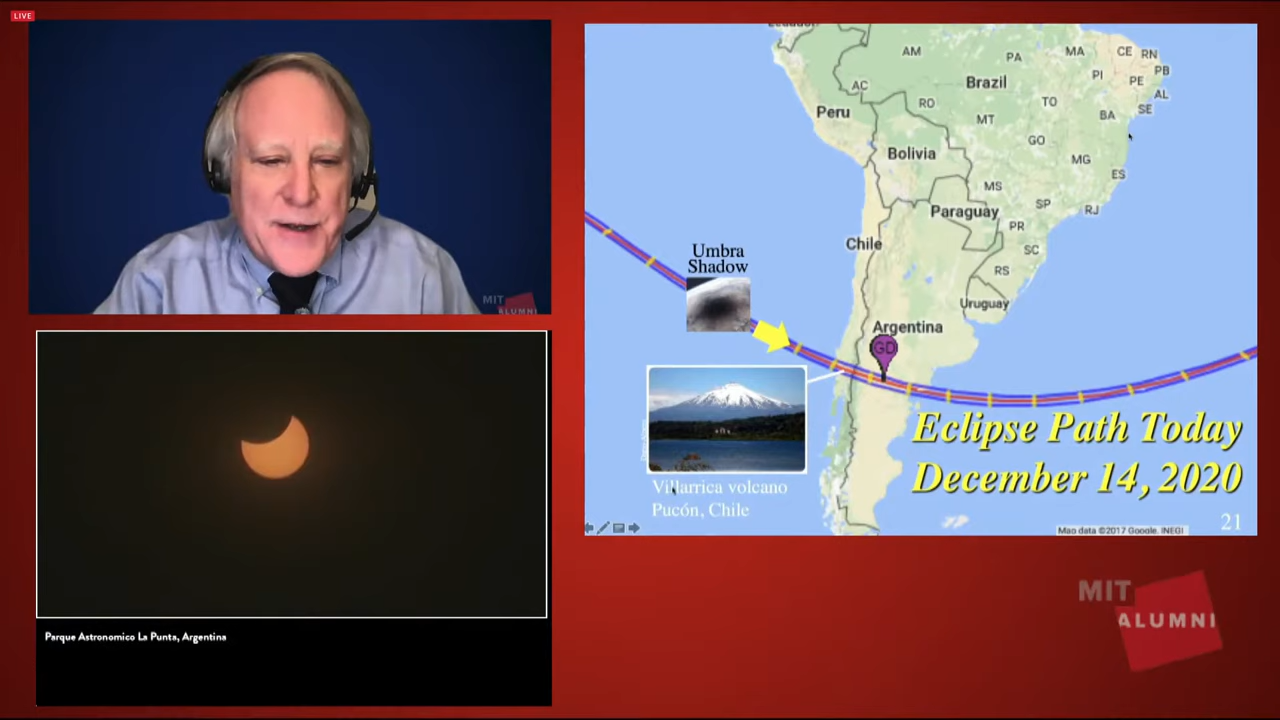 LIVE
MIT
ALUMNI
Parque Astronomico La Punta, Argentina
AM
PA
MA
CE
RN
PB
PI
PE
AC
Brazil
AL
TO
SE
RO
Peru
BA
MT
GO
Bolivia
MG
ES
MS
SP
Paraguay
RJ
PR
Chile
SC
Umbra
Shadow
RS
Uruguay
Argentina
GD
Eclipse Path Today
December 14, 2020
Villarrica volcano
Pucón, Chile
21
Map data ©2017 Google, INEGI
MIT
ALUMNI